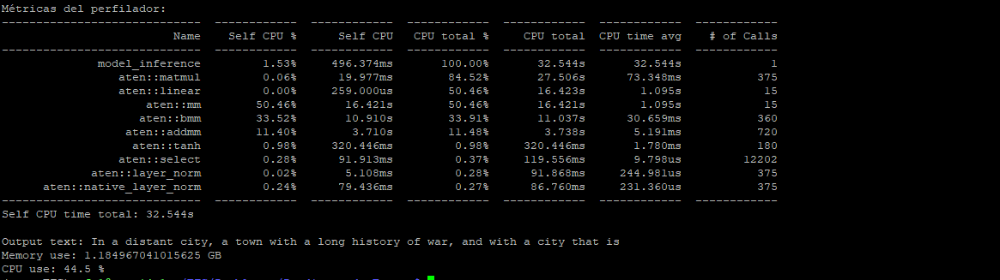 Métricas del perfilador:
Name Self CPU % Self CPU CPU total % CPU total CPU time avg # of Calls
model_inference 1.53% 496.374ms 100.00% 32.544s 32.544s 1
aten::matmul 0.06% 19.977ms 84.52% 27.506s 73.348ms 375
aten::linear 0.00% 259.000us 50.46% 16.423s 1.095s 15
aten::mm 50.46% 16.421s 50.46% 16.421s 1.095s 15
aten::bmm 33.52% 10.910s 33.91% 11.037s 30.659ms 360
aten::addmm 11.40% 3.710s 11.48% 3.738s 5.191ms 720
aten::tanh 0.98% 320.446ms 0.98% 320.446ms 1.780ms 180
aten::select 0.28% 91.913ms 0.37% 119.556ms 9.798us 12202
aten::layer_norm 0.02% 5.108ms 0.28% 91.868ms 244.981us 375
aten::native_layer_norm 0.24% 79.436ms 0.27% 86.760ms 231.360us 375
Self CPU time total: 32.544s
Output text: In a distant city, a town with a long history of war, and with a city that is
Memory use: 1.184967041015625 GB
CPU use: 44.5 %